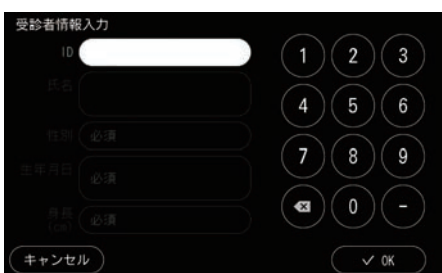 受診者情報入力
ID
1 2 3
氏名
4 5 6
性別 必須
7 8 9
生年月日 必須
0 -
身長
(cm) 必須
キャンセル ✓ OK